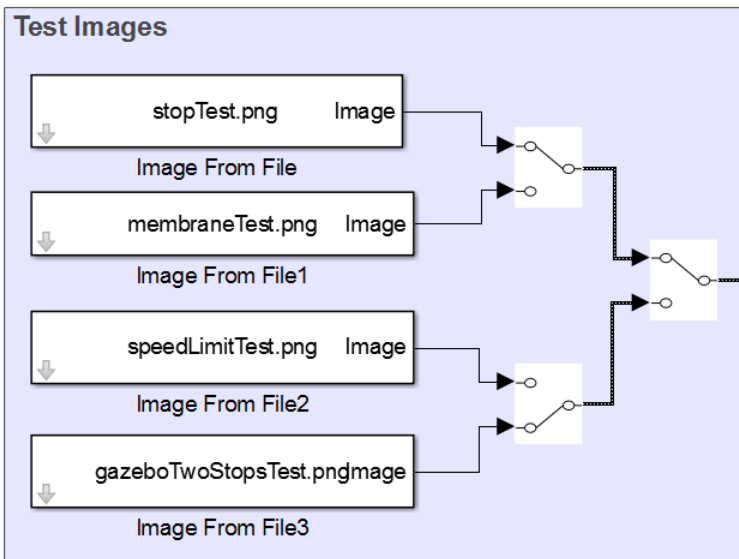 Test Images
stopTest.png Image
Image From File
membraneTest.png Image
Image From File1
speedLimitTest.png Image
Image From File2
gazeboTwoStopsTest.png Image
Image From File3